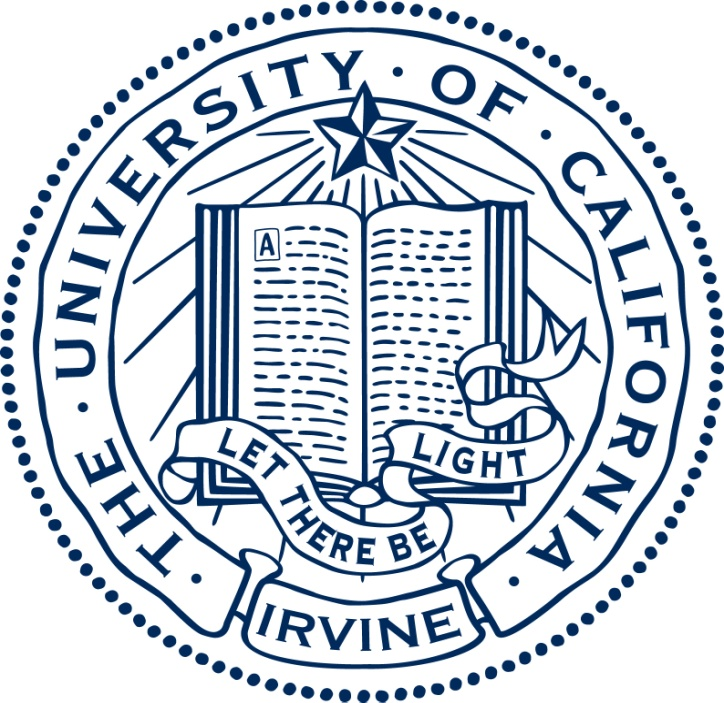 · THE · UNIVERSITY · OF · CALIFORNIA ·
A
LET THERE BE
LIGHT
IRVINE